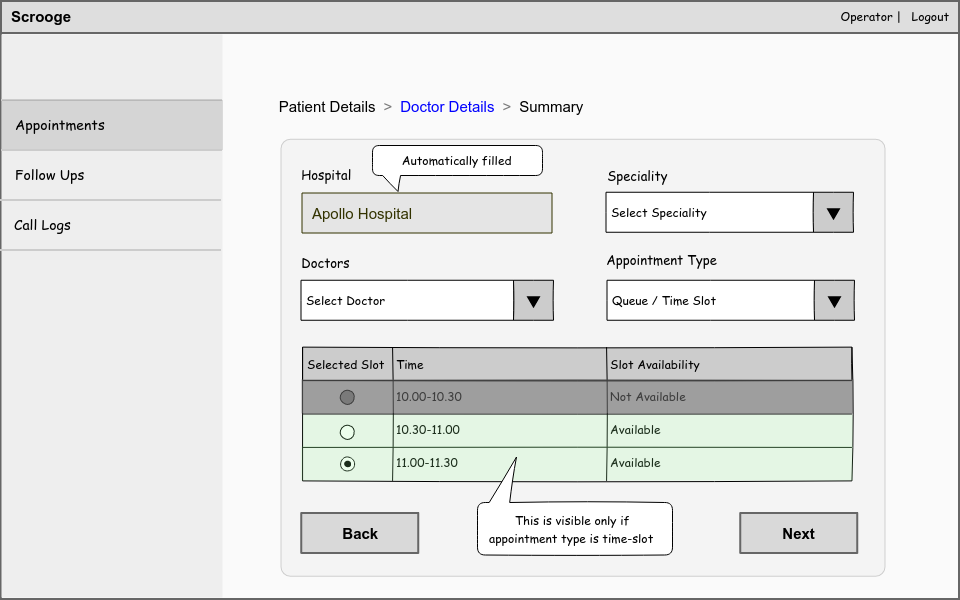 Scrooge
Operator | Logout
Patient Details > Doctor Details > Summary
Appointments
Follow Ups
Call Logs
Automatically filled
Hospital
Speciality
Apollo Hospital
Select Speciality
Doctors
Appointment Type
Select Doctor
Queue / Time Slot
Selected Slot Time Slot Availability
10.00-10.30 Not Available
10.30-11.00 Available
11.00-11.30 Available
This is visible only if
appointment type is time-slot
Back
Next